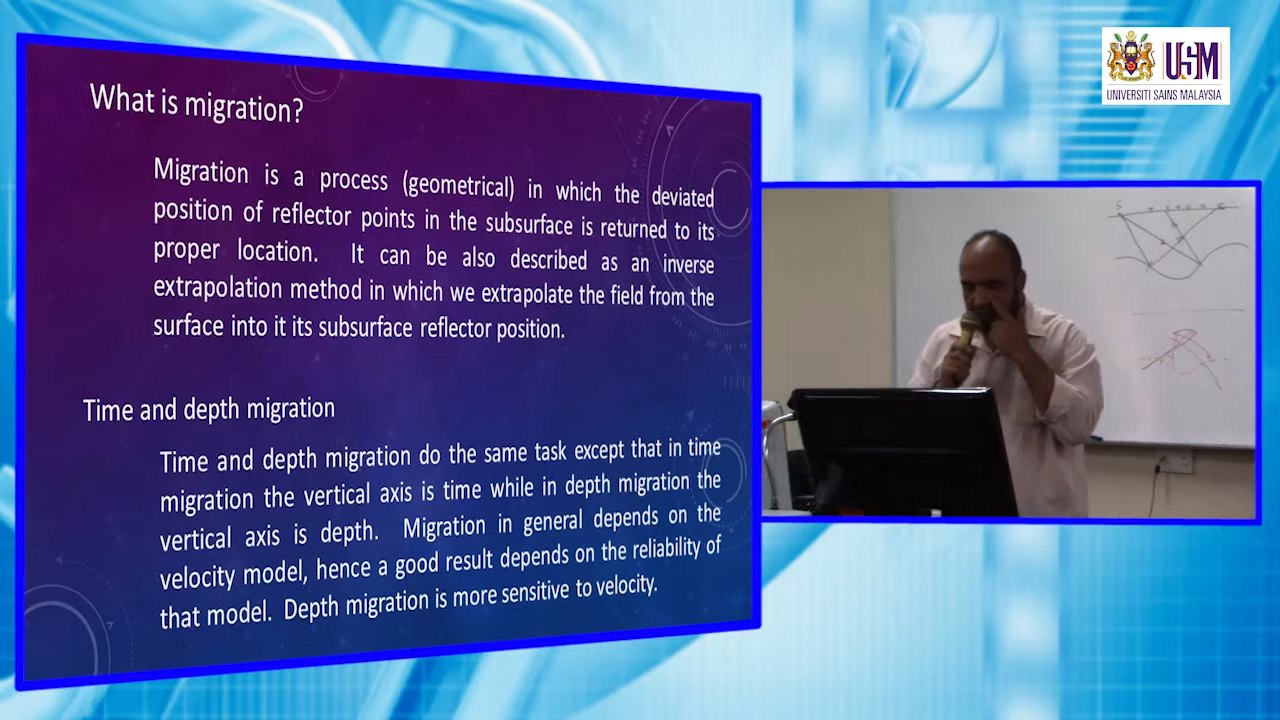 What is migration?
Migration is a process (geometrical) in which the deviated
position of reflector points in the subsurface is returned to its
proper location. It can be also described as an inverse
extrapolation method in which we extrapolate the field from the
surface into it its subsurface reflector position.
Time and depth migration
Time and depth migration do the same task except that in time
migration the vertical axis is time while in depth migration the
vertical axis is depth. Migration in general depends on the
velocity model, hence a good result depends on the reliability of
that model. Depth migration is more sensitive to velocity.
USM
UNIVERSITI SAINS MALAYSIA
S